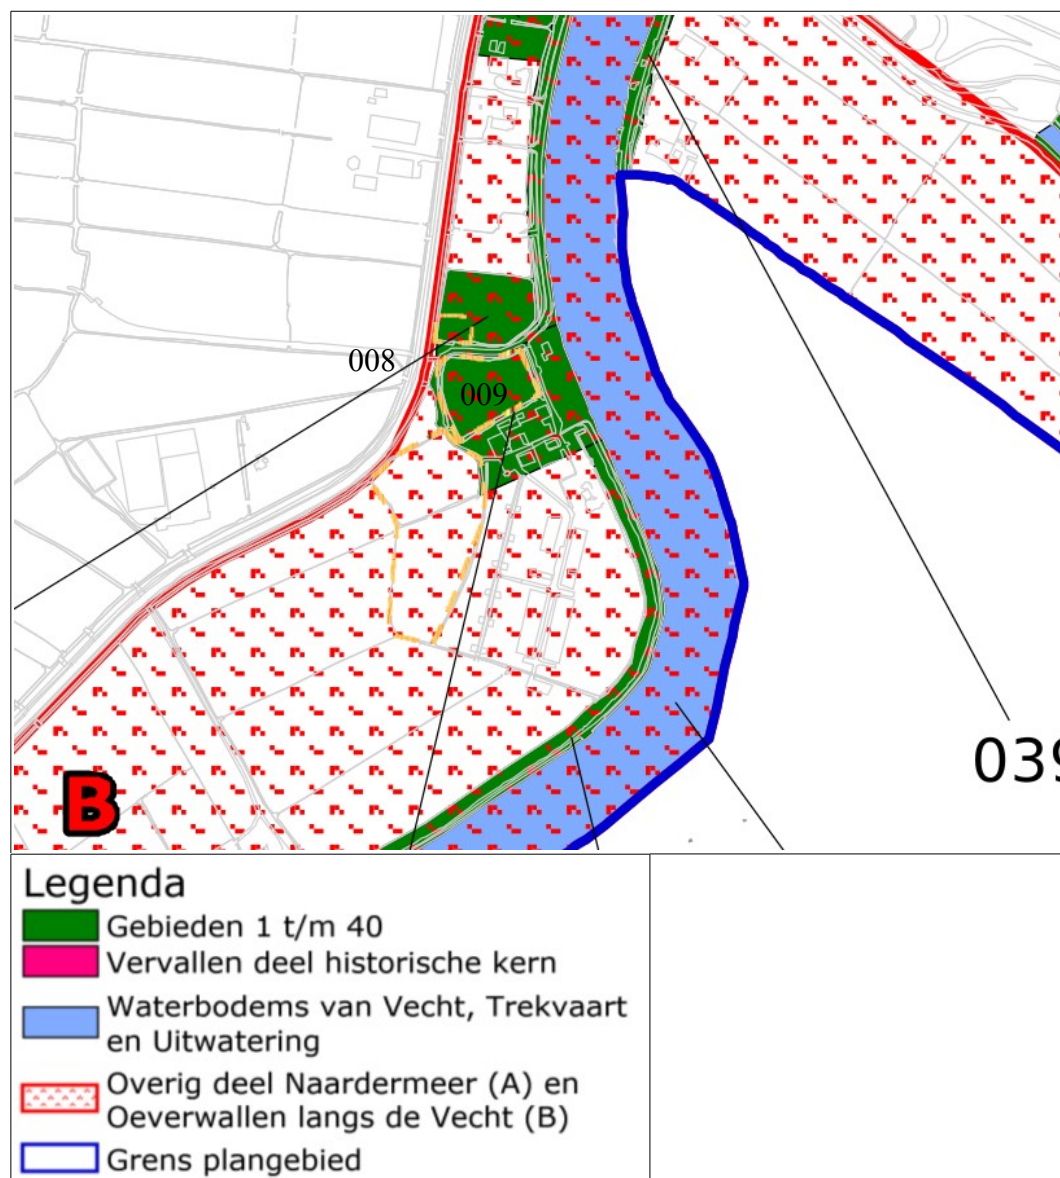 008
009
039
B
Legenda
Gebieden 1 t/m 40
Vervallen deel historische kern
Waterbodems van Vecht, Trekvaart
en Uitwatering
Overig deel Naardermeer (A) en
Oeverwallen langs de Vecht (B)
Grens plangebied